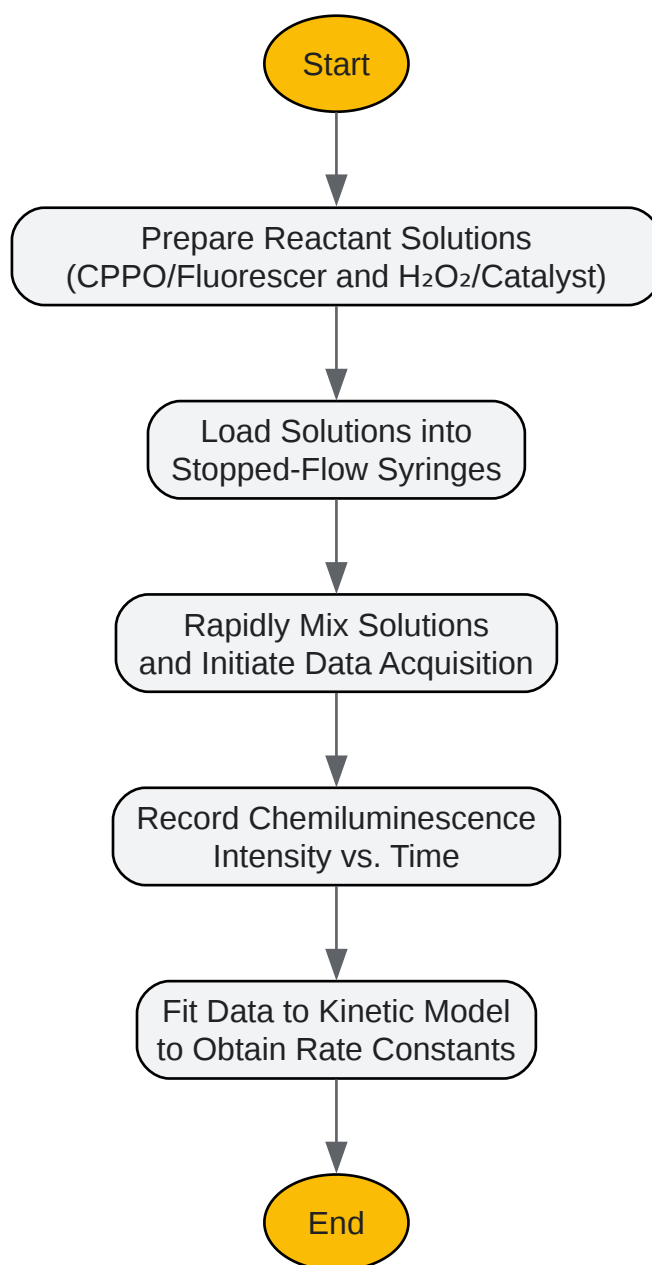 Start
Prepare Reactant Solutions
(CPPO/Fluorescer and H₂O₂/Catalyst)
Load Solutions into
Stopped-Flow Syringes
Rapidly Mix Solutions
and Initiate Data Acquisition
Record Chemiluminescence
Intensity vs. Time
Fit Data to Kinetic Model
to Obtain Rate Constants
End